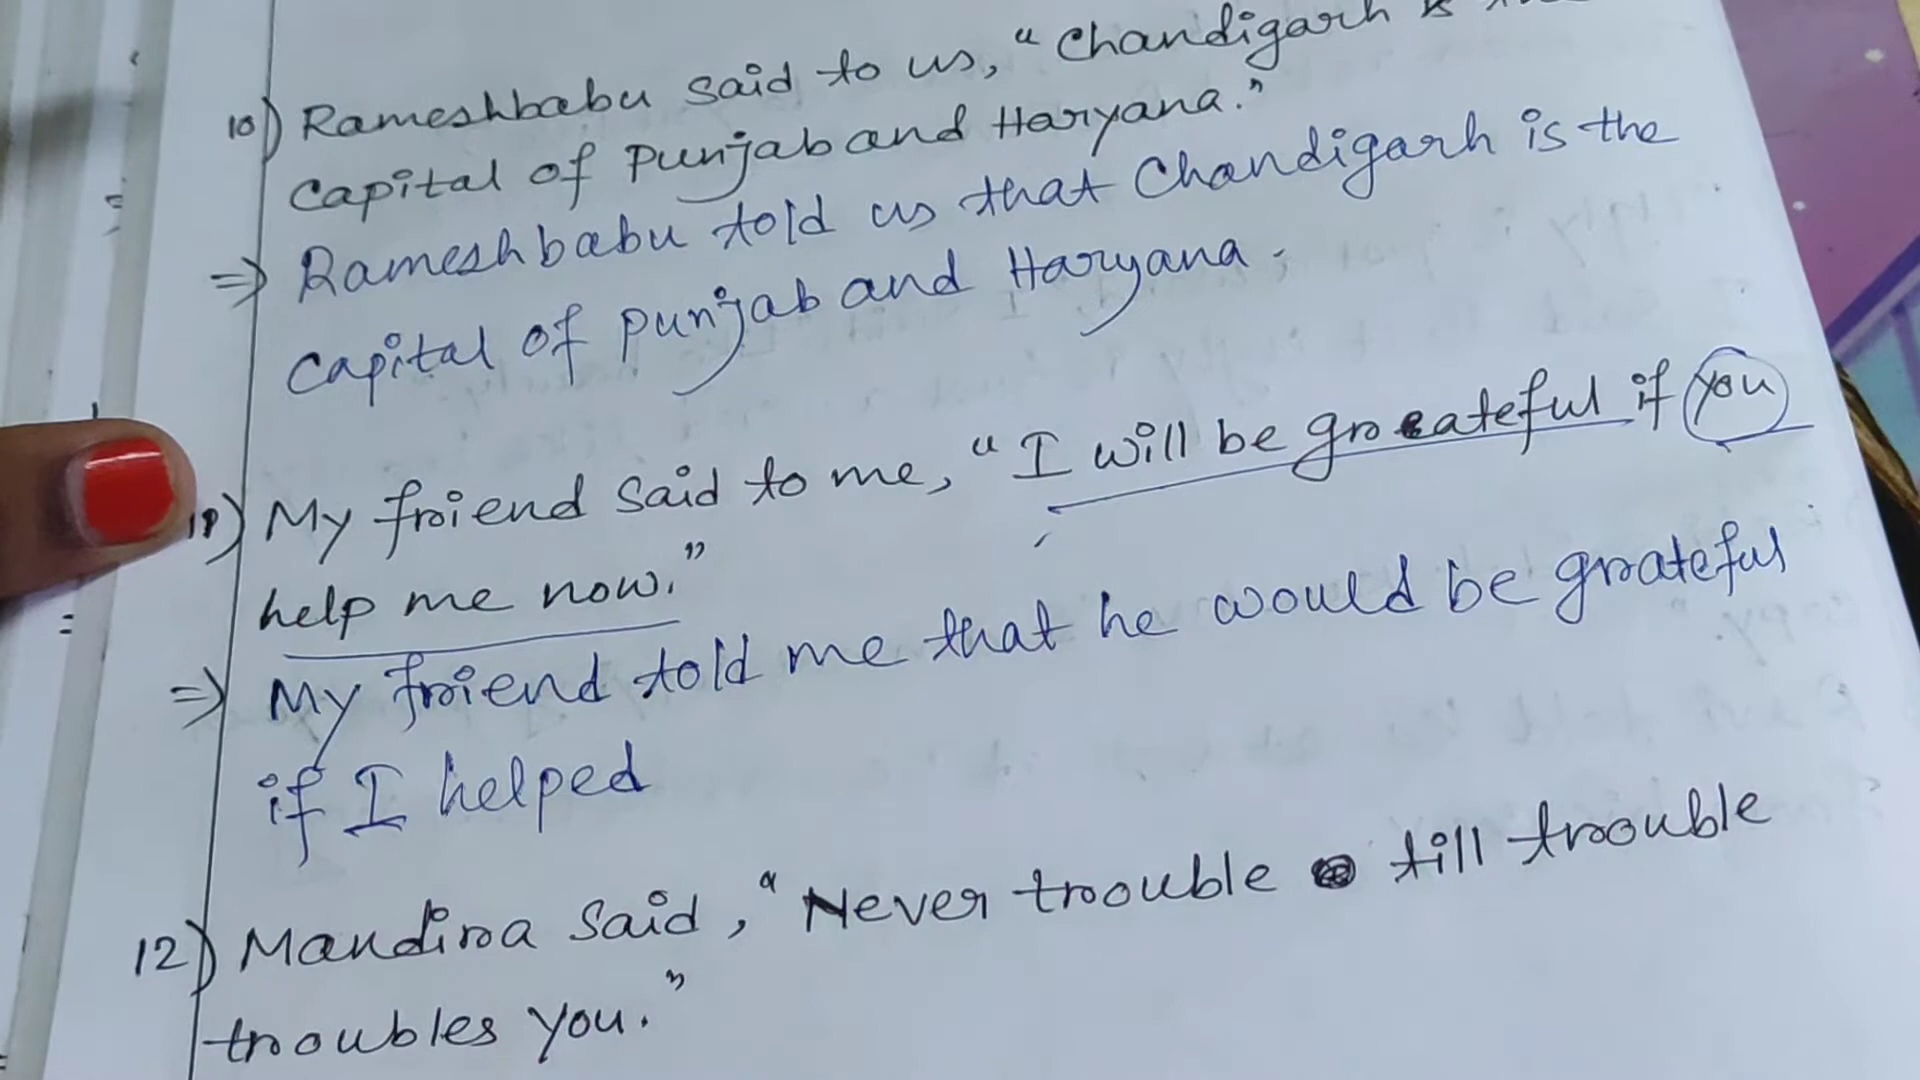 10) Rameshbabu said to us, "Chandigarh is
capital of Punjab and Haryana."
⇒ Rameshbabu told us that Chandigarh is the
capital of Punjab and Haryana.
11) My friend said to me, "I will be grateful if you
help me now."
⇒ My friend told me that he would be grateful
if I helped
12) Mandira said, "Never trouble till trouble
troubles you."